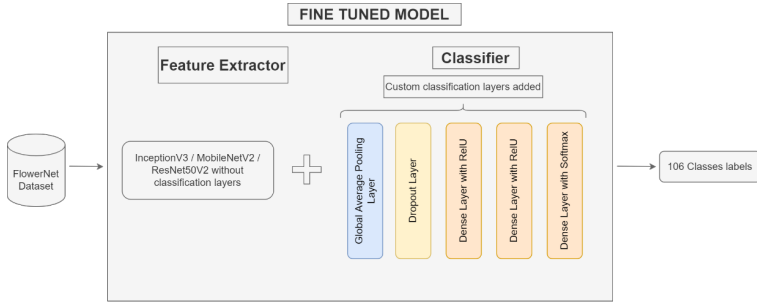 FINE TUNED MODEL
Feature Extractor
Classifier
Custom classification layers added
FlowerNet
Dataset
InceptionV3 / MobileNetV2 /
ResNet50V2 without
classification layers
Global Average Pooling
Layer
Dropout Layer
Dense Layer with RelU
Dense Layer with RelU
Dense Layer with Softmax
106 Classes labels